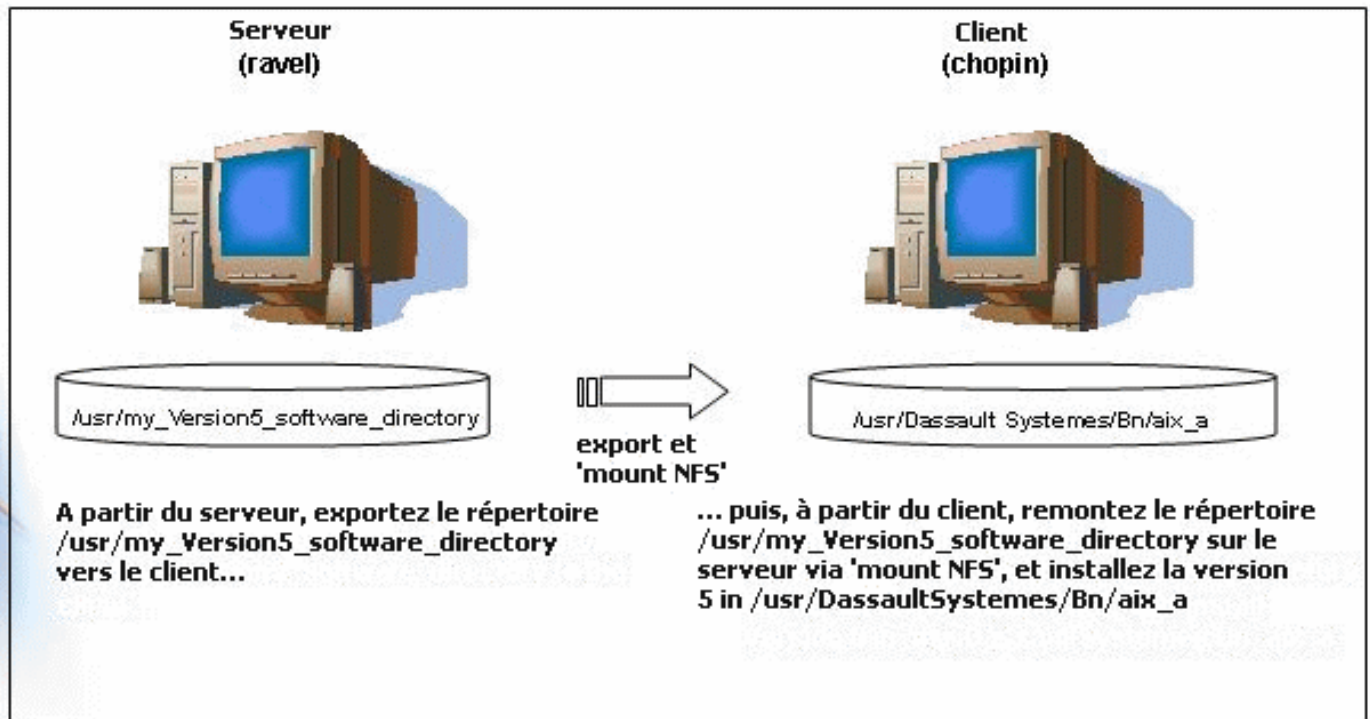 Serveur
(ravel)
Client
(chopin)
/usr/my_Version5_software_directory
export et
'mount NFS'
/usr/Dassault Systemes/Bn/aix_a
A partir du serveur, exportez le répertoire
/usr/my_Version5_software_directory
vers le client...
... puis, à partir du client, remontez le répertoire
/usr/my_Version5_software_directory sur le
serveur via 'mount NFS', et installez la version
5 in /usr/DassaultSystemes/Bn/aix_a